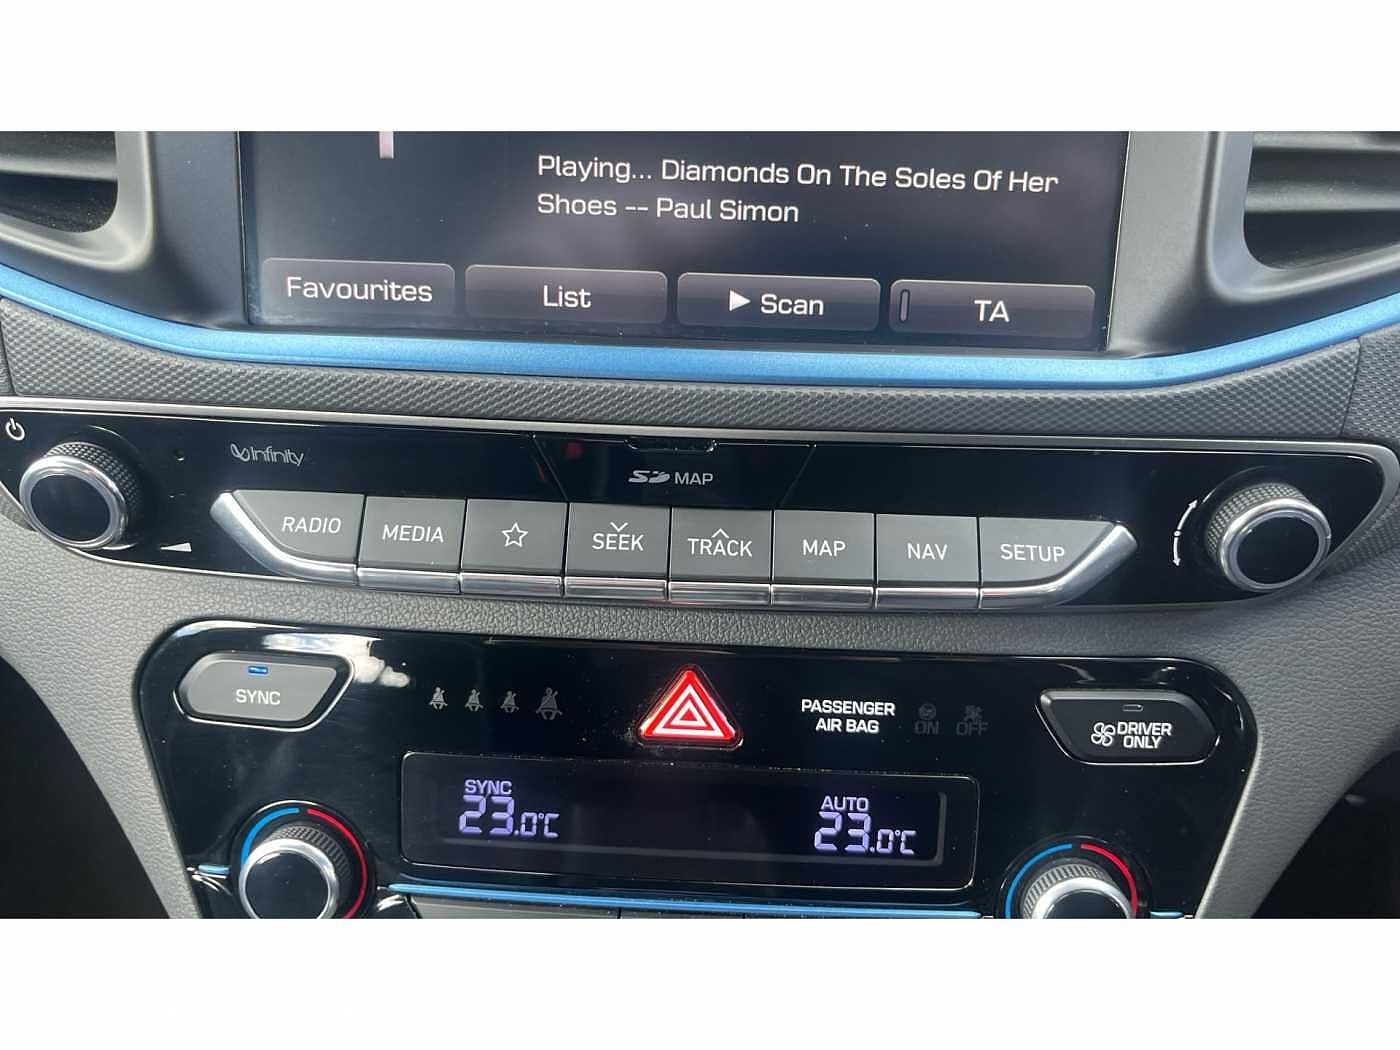 Playing... Diamonds On The Soles Of Her
Shoes -- Paul Simon
Favourites
List
Scan
TA
Infinity
SD MAP
RADIO
MEDIA
SEEK
TRACK
MAP
NAV
SETUP
SYNC
PASSENGER
AIR BAG
ON
OFF
DRIVER
ONLY
SYNC
23.0°C
AUTO
23.0°C